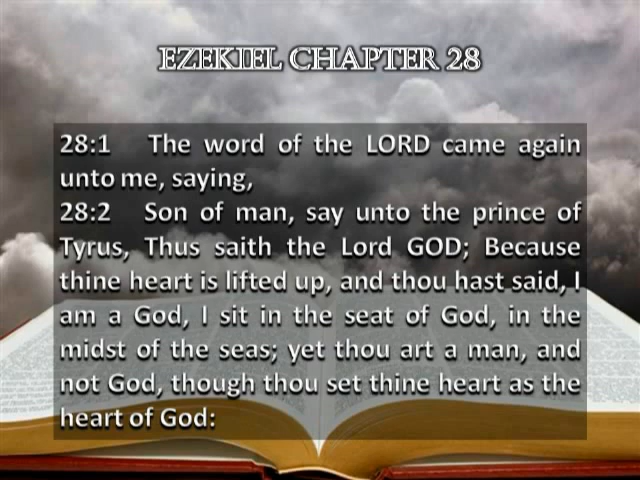 EZEKIEL CHAPTER 28
28:1 The word of the LORD came again
unto me, saying,
28:2 Son of man, say unto the prince of
Tyrus, Thus saith the Lord GOD; Because
thine heart is lifted up, and thou hast said, I
am a God, I sit in the seat of God, in the
midst of the seas; yet thou art a man, and
not God, though thou set thine heart as the
heart of God: